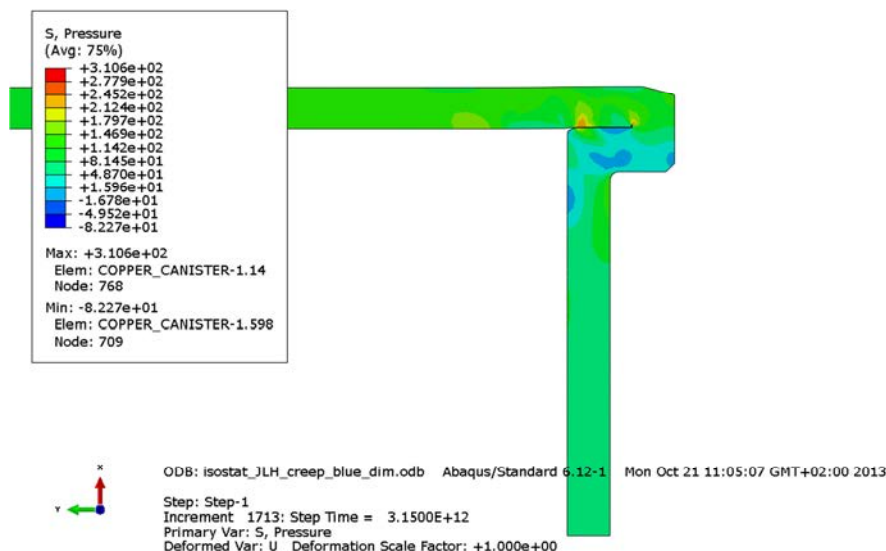 S, Pressure
(Avg: 75%)
+3.106e+02
+2.779e+02
+2.452e+02
+2.124e+02
+1.797e+02
+1.469e+02
+1.142e+02
+8.145e+01
+4.870e+01
+1.596e+01
-1.678e+01
-4.952e+01
-8.227e+01
Max: +3.106e+02
Elem: COPPER_CANISTER-1.14
Node: 768
Min: -8.227e+01
Elem: COPPER_CANISTER-1.598
Node: 709
X
Y
ODB: isostat_JLH_creep_blue_dim.odb Abaqus/Standard 6.12-1 Mon Oct 21 11:05:07 GMT+02:00 2013
Step: Step-1
Increment 1713: Step Time = 3.1500E+12
Primary Var: S, Pressure
Deformed Var: U Deformation Scale Factor: +1.000e+00